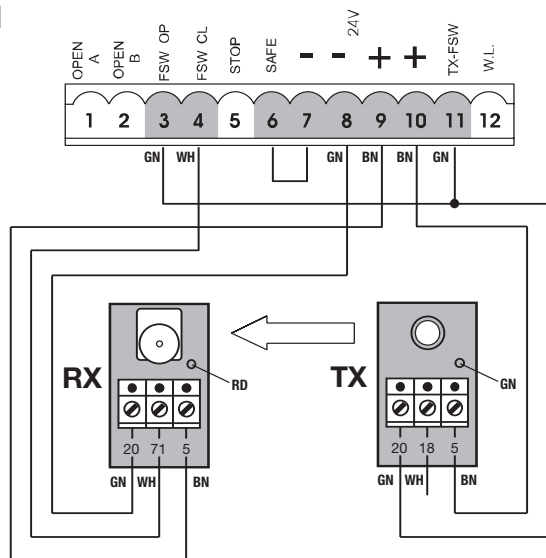 OPEN A
OPEN B
FSW OP
FSW CL
STOP
SAFE
-
-
24V
+
+
TX-FSW
W.L.
1 2 3 4 5 6 7 8 9 10 11 12
GN WH GN BN BN GN
RX
RD
TX
GN
20 71 5
20 18 5
GN WH BN
GN WH BN